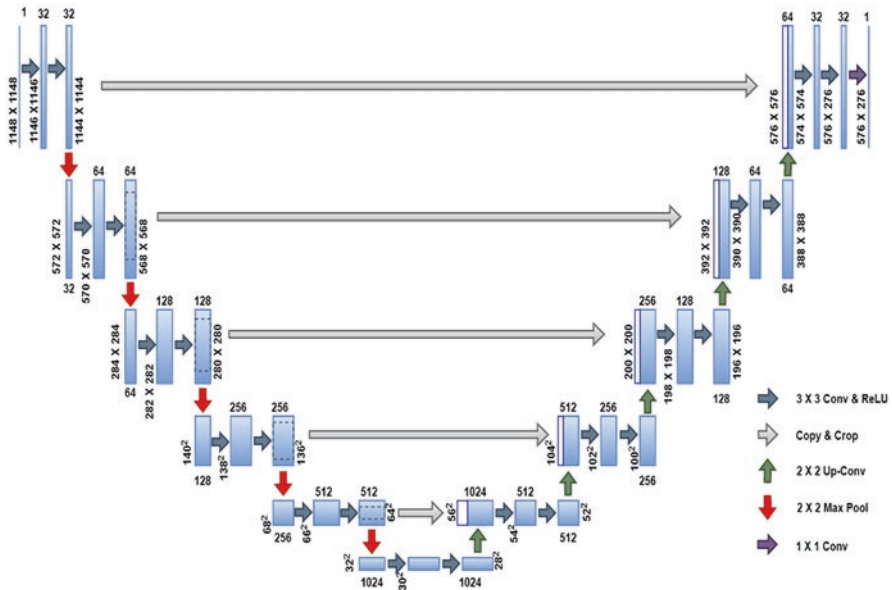 1
32
32
1148 X 1148
1146 X1146
1144 X 1144
64
32
32
1
576 X 576
574 X 574
576 X 276
576 X 276
64
64
572 X 572
570 X 570
568 X 568
32
128
64
392 X 392
390 X 390
388 X 388
64
128
128
284 X 284
282 X 282
280 X 280
64
256
128
200 X 200
198 X 198
196 X 196
128
256
256
140²
138²
136²
128
512
256
104²
102²
100²
256
512
512
68²
66²
64²
256
1024
512
56²
54²
52²
512
32²
30²
28²
1024
1024
3 X 3 Conv & ReLU
Copy & Crop
2 X 2 Up-Conv
2 X 2 Max Pool
1 X 1 Conv